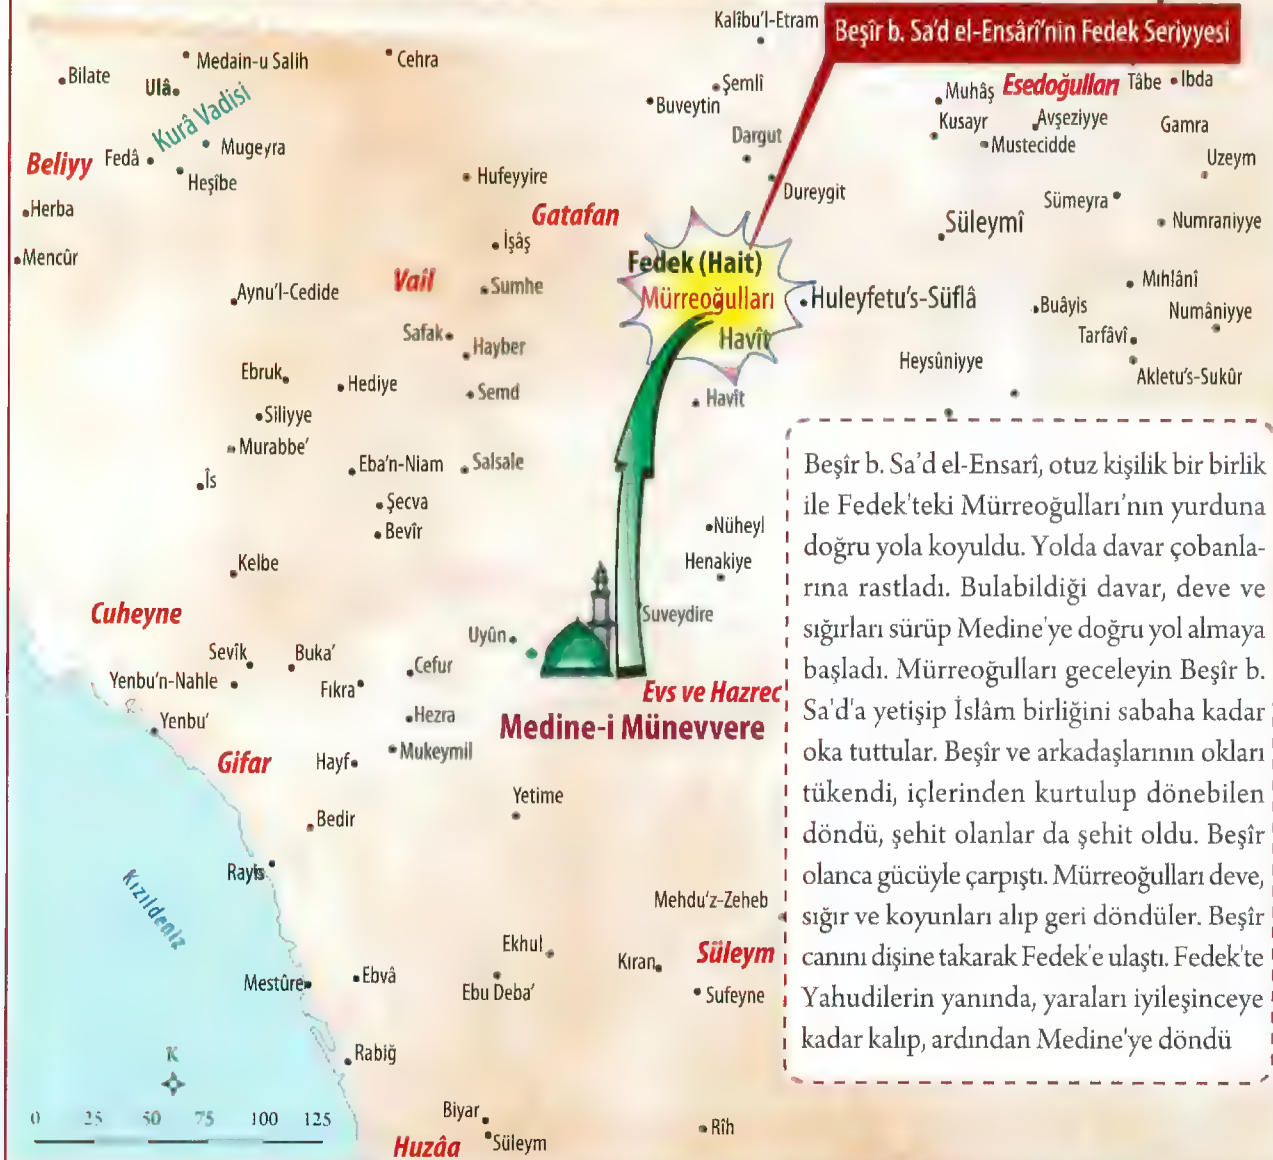 Kalîbu'l-Etram
Beşîr b. Sa'd el-Ensârî'nin Fedek Seriyyesi
Medain-u Salih
Cehra
Bilate
Ulâ
Kurâ Vadisi
Mugeyra
Beliyy
Fedâ
Heşîbe
Herba
Mencûr
Şemlî
Buveytin
Dargut
Dureygit
Muhâş
Esedoğulları
Tâbe
Ibda
Kusayr
Avşeziyye
Gamra
Mustecidde
Uzeym
Sümeyra
Süleymî
Numraniyye
Hufeyyire
Gatafan
İşâş
Vail
Sumhe
Aynu'l-Cedide
Safak
Hayber
Fedek (Hait)
Mürreoğulları
Havît
Huleyfetu's-Süflâ
Mıhlânî
Buâyis
Numâniyye
Tarfâvî
Heysûniyye
Akletu's-Sukûr
Ebruk
Hediye
Semd
Havît
Siliyye
Murabbe'
Îs
Eba'n-Niam
Salsale
Şecva
Bevîr
Nüheyl
Henakiye
Kelbe
Suveydire
Cuheyne
Uyûn
Sevîk
Buka'
Cefur
Yenbu'n-Nahle
Fıkra
Evs ve Hazrec
Yenbu'
Hezra
Medine-i Münevvere
Gifar
Hayf
Mukeymil
Yetime
Bedir
Rayis
Kızıldeniz
Mehdu'z-Zeheb
Ekhul
Kıran
Süleym
Mestûre
Ebvâ
Ebu Deba'
Sufeyne
Rabiğ
K
0 25 50 75 100 125
Biyar
Süleym
Huzâa
Rîh
Beşîr b. Sa'd el-Ensarî, otuz kişilik bir birlik
ile Fedek'teki Mürreoğulları'nın yurduna
doğru yola koyuldu. Yolda davar çobanla-
rına rastladı. Bulabildiği davar, deve ve
sığırları sürüp Medine'ye doğru yol almaya
başladı. Mürreoğulları geceleyin Beşîr b.
Sa'd'a yetişip İslâm birliğini sabaha kadar
oka tuttular. Beşîr ve arkadaşlarının okları
tükendi, içlerinden kurtulup dönebilen
döndü, şehit olanlar da şehit oldu. Beşîr
olanca gücüyle çarpıştı. Mürreoğulları deve,
sığır ve koyunları alıp geri döndüler. Beşîr
canını dişine takarak Fedek'e ulaştı. Fedek'te
Yahudilerin yanında, yaraları iyileşinceye
kadar kalıp, ardından Medine'ye döndü